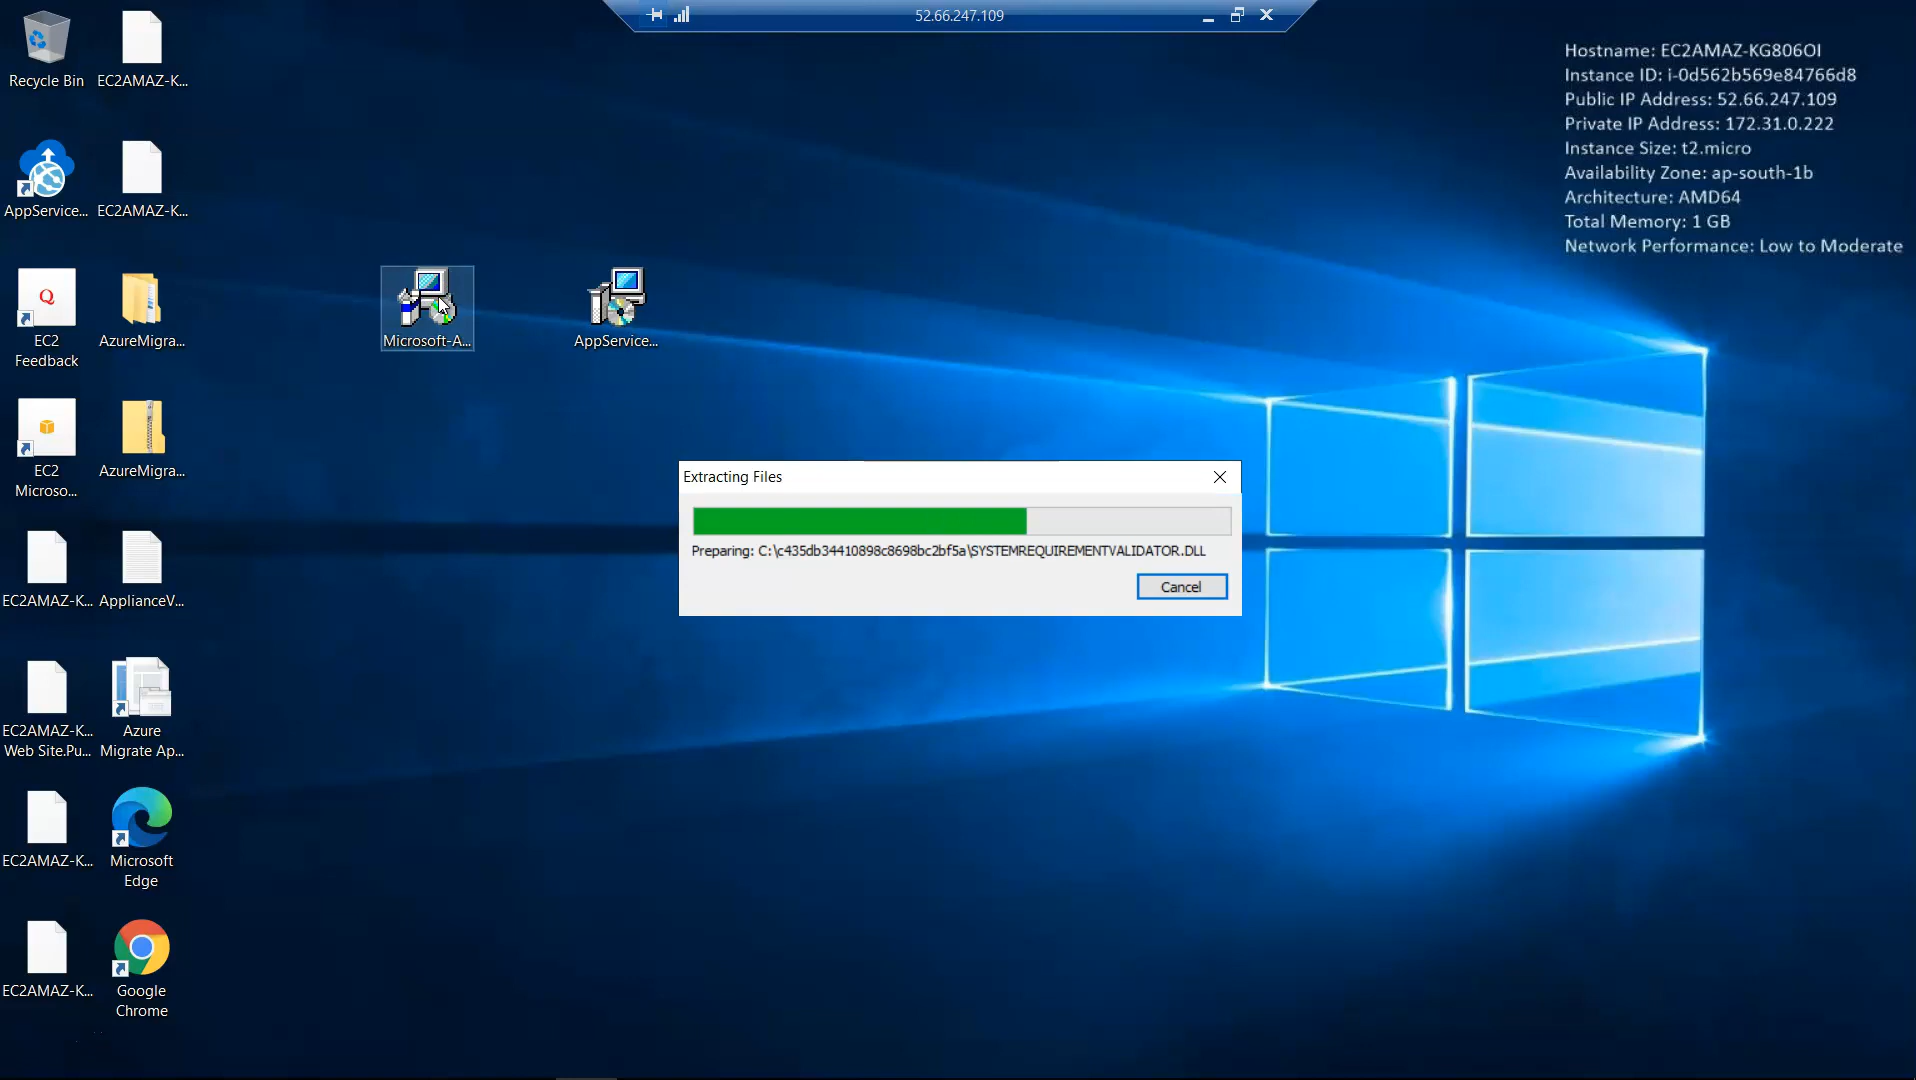 52.66.247.109
Hostname: EC2AMAZ-KG806OI
Instance ID: i-0d562b569e84766d8
Public IP Address: 52.66.247.109
Private IP Address: 172.31.0.222
Instance Size: t2.micro
Availability Zone: ap-south-1b
Architecture: AMD64
Total Memory: 1 GB
Network Performance: Low to Moderate
Recycle Bin
EC2AMAZ-K...
AppService...
EC2AMAZ-K...
Q
EC2
Feedback
AzureMigra...
Microsoft-A...
AppService...
EC2
Microso...
AzureMigra...
Extracting Files
Preparing: C:\c435db34410898c8698bc2bf5a\SYSTEMREQUIREMENTVALIDATOR.DLL
Cancel
EC2AMAZ-K...
ApplianceV...
EC2AMAZ-K...
Web Site.Pu...
Azure
Migrate Ap...
EC2AMAZ-K...
Microsoft
Edge
EC2AMAZ-K...
Google
Chrome